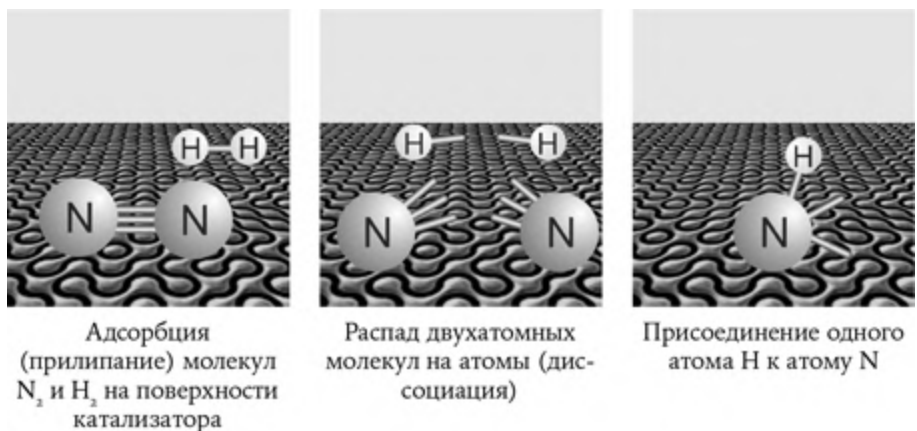 H H
N N
Адсорбция
(прилипание) молекул
N₂ и H₂ на поверхности
катализатора
H H
N N
Распад двухатомных
молекул на атомы (дис-
социация)
H
N
Присоединение одного
атома H к атому N